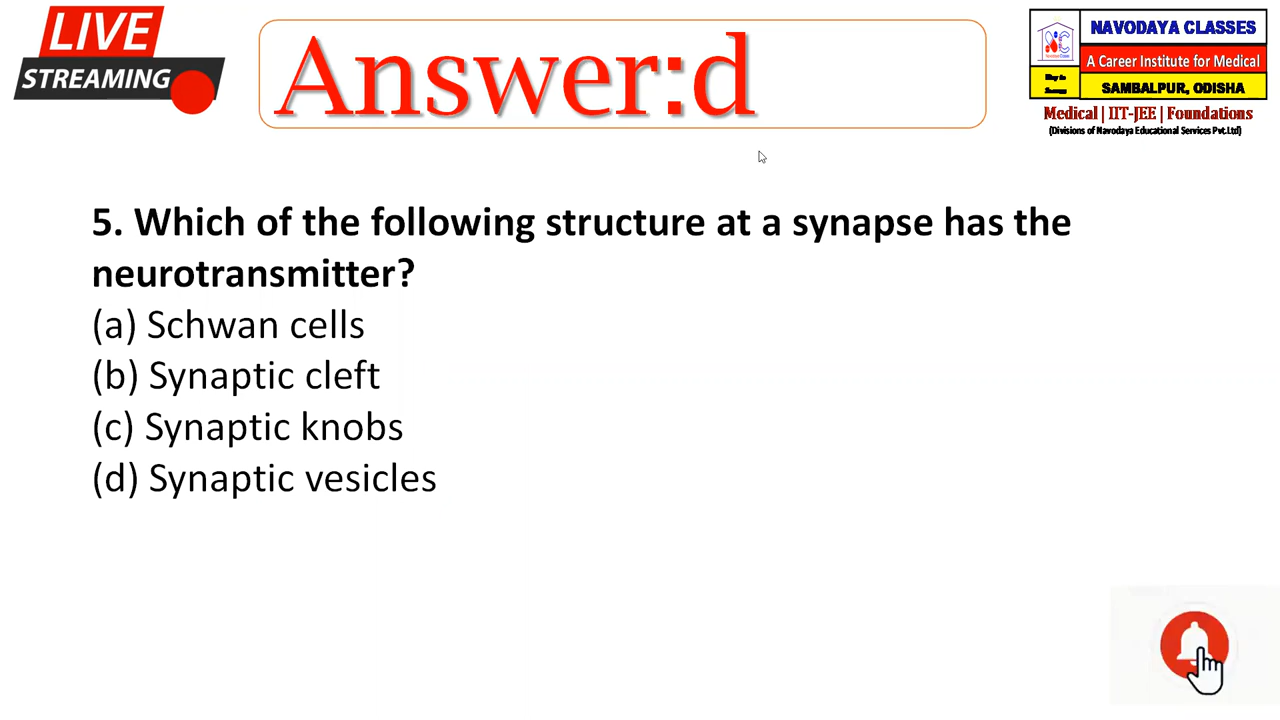 LIVE
STREAMING
Answer:d
NAVODAYA CLASSES
A Career Institute for Medical
SAMBALPUR, ODISHA
Medical | IIT-JEE | Foundations
(Divisions of Navodaya Educational Services Pvt.Ltd)
5. Which of the following structure at a synapse has the
neurotransmitter?
(a) Schwan cells
(b) Synaptic cleft
(c) Synaptic knobs
(d) Synaptic vesicles